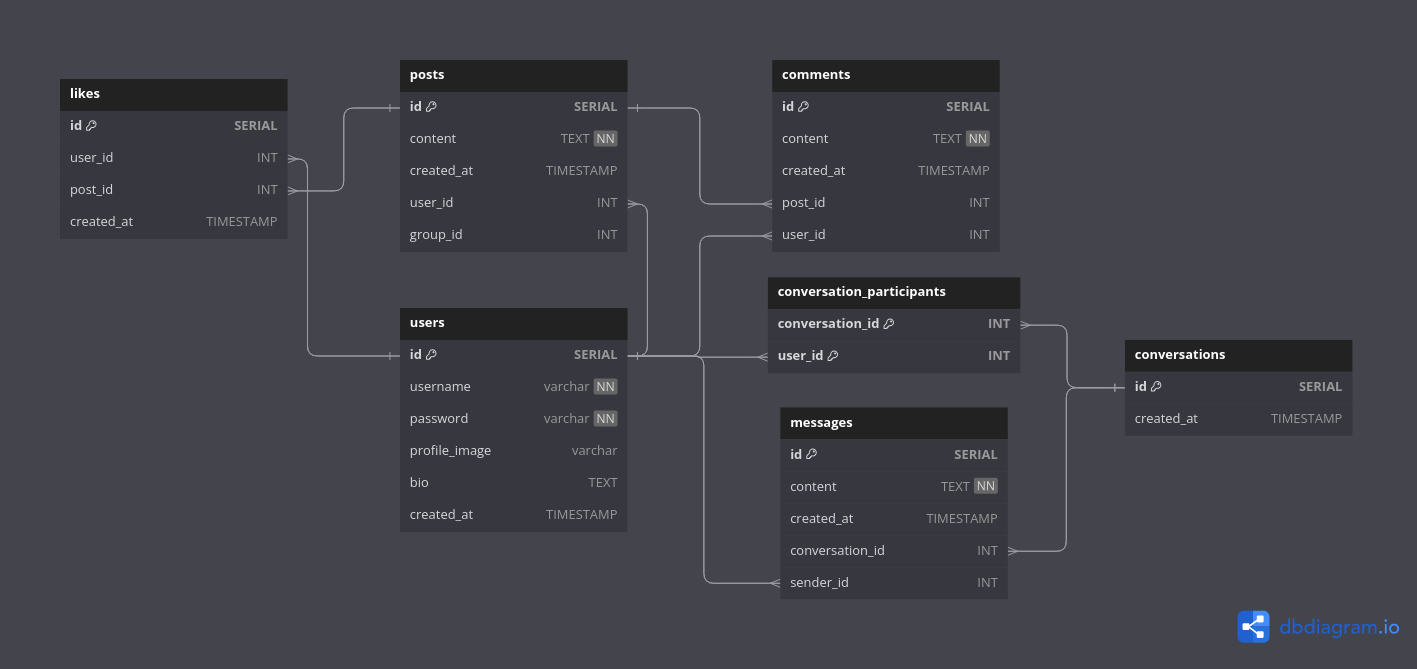 likes
id SERIAL
user_id INT
post_id INT
created_at TIMESTAMP
posts
id SERIAL
content TEXT NN
created_at TIMESTAMP
user_id INT
group_id INT
comments
id SERIAL
content TEXT NN
created_at TIMESTAMP
post_id INT
user_id INT
users
id SERIAL
username varchar NN
password varchar NN
profile_image varchar
bio TEXT
created_at TIMESTAMP
conversation_participants
conversation_id INT
user_id INT
messages
id SERIAL
content TEXT NN
created_at TIMESTAMP
conversation_id INT
sender_id INT
conversations
id SERIAL
created_at TIMESTAMP
dbdiagram.io